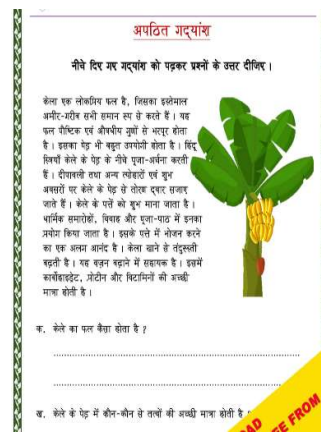 अपठित गद्यांश
नीचे दिए गए गद्यांश को पढ़कर प्रश्नों के उत्तर दीजिए ।
केला एक लोकप्रिय फल है, जिसका इस्तेमाल
अमीर-गरीब सभी समान रूप से करते हैं । यह
फल पौष्टिक एवं औषधीय गुणों से भरपूर होता
है । इसका पेड़ भी बहुत उपयोगी होता है । हिंदू
स्त्रियाँ केले के पेड़ के नीचे पूजा-अर्चना करती
हैं । दीपावली तथा अन्य त्योहारों एवं शुभ
अवसरों पर केले के पेड़ से तोरण द्वार सजाए
जाते हैं । केले के पत्ते को शुभ माना जाता है ।
धार्मिक समारोहों, विवाह और पूजा-पाठ में इनका
प्रयोग किया जाता है । इसके पत्ते में भोजन करने
का एक अलग आनंद है । केला खाने से तंदुरुस्ती
बढ़ती है । यह वज़न बढ़ाने में सहायक है । इसमें
कार्बोहाइड्रेट, प्रोटीन और विटामिनों की अच्छी
मात्रा होती है ।
क. केले का फल कैसा होता है ?
ख. केले के पेड़ में कौन-कौन से तत्वों की अच्छी मात्रा होती है
EE FROM